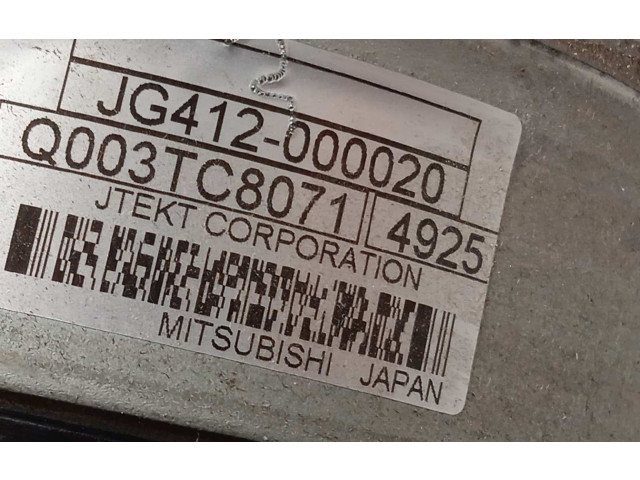 JG412-000020
Q003TC8071 4925
JTEKT CORPORATION
MITSUBISHI JAPAN